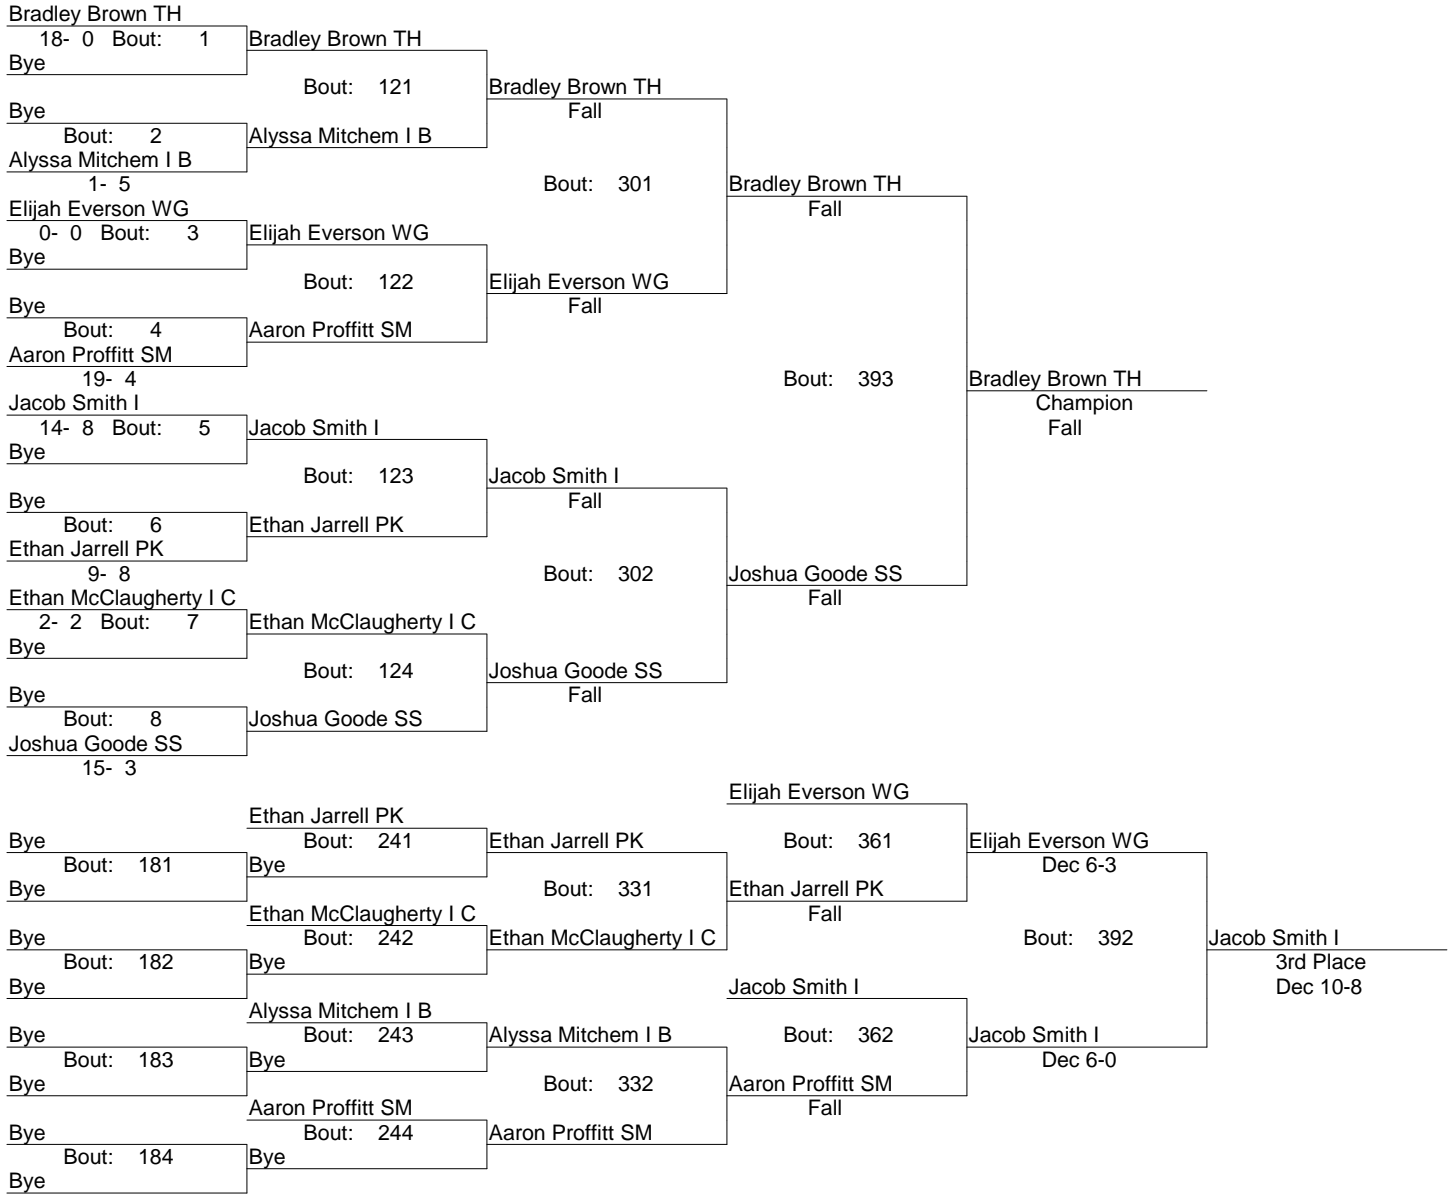 Bradley Brown TH
18- 0 Bout: 1 Bradley Brown TH
Bye
Bout: 121 Bradley Brown TH
Bye Fall
Bout: 2 Alyssa Mitchem I B
Alyssa Mitchem I B
1- 5 Bout: 301 Bradley Brown TH
Elijah Everson WG Fall
0- 0 Bout: 3 Elijah Everson WG
Bye
Bout: 122 Elijah Everson WG
Bye Fall
Bout: 4 Aaron Proffitt SM
Aaron Proffitt SM
19- 4 Bout: 393 Bradley Brown TH
Jacob Smith I Champion
14- 8 Bout: 5 Jacob Smith I Fall
Bye
Bout: 123 Jacob Smith I
Bye Fall
Bout: 6 Ethan Jarrell PK
Ethan Jarrell PK
9- 8 Bout: 302 Joshua Goode SS
Ethan McClaugherty I C Fall
2- 2 Bout: 7 Ethan McClaugherty I C
Bye
Bout: 124 Joshua Goode SS
Bye Fall
Bout: 8 Joshua Goode SS
Joshua Goode SS
15- 3
Elijah Everson WG
Ethan Jarrell PK
Bye Bout: 241 Ethan Jarrell PK Bout: 361 Elijah Everson WG
Bout: 181 Bye Dec 6-3
Bye Bout: 331 Ethan Jarrell PK
Ethan McClaugherty I C Fall
Bye Bout: 242 Ethan McClaugherty I C Bout: 392 Jacob Smith I
Bout: 182 Bye 3rd Place
Bye Jacob Smith I Dec 10-8
Alyssa Mitchem I B
Bye Bout: 243 Alyssa Mitchem I B Bout: 362 Jacob Smith I
Bout: 183 Bye Dec 6-0
Bye Bout: 332 Aaron Proffitt SM
Aaron Proffitt SM Fall
Bye Bout: 244 Aaron Proffitt SM
Bout: 184 Bye
Bye